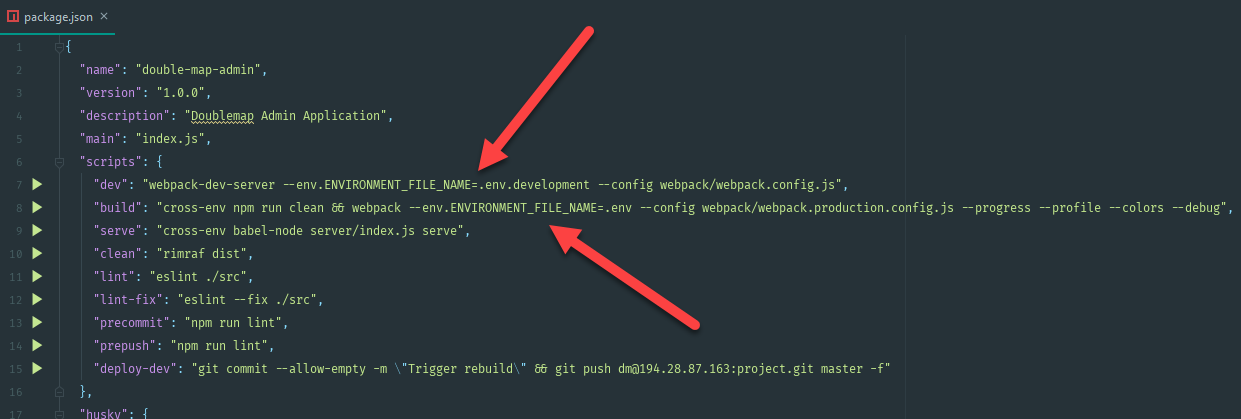 package.json ×
1 {
2 "name": "double-map-admin",
3 "version": "1.0.0",
4 "description": "Doublemap Admin Application",
5 "main": "index.js",
6 "scripts": {
7 "dev": "webpack-dev-server --env.ENVIRONMENT_FILE_NAME=.env.development --config webpack/webpack.config.js",
8 "build": "cross-env npm run clean && webpack --env.ENVIRONMENT_FILE_NAME=.env --config webpack/webpack.production.config.js --progress --profile --colors --debug",
9 "serve": "cross-env babel-node server/index.js serve",
10 "clean": "rimraf dist",
11 "lint": "eslint ./src",
12 "lint-fix": "eslint --fix ./src",
13 "precommit": "npm run lint",
14 "prepush": "npm run lint",
15 "deploy-dev": "git commit --allow-empty -m \"Trigger rebuild\" && git push dm@194.28.87.163:project.git master -f"
16 },
17 "husky": {